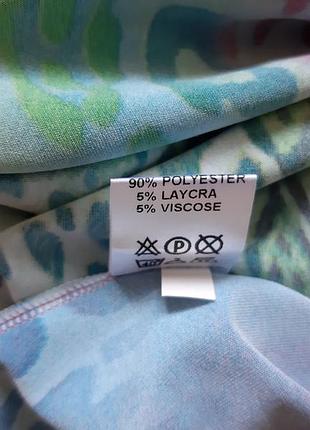 90% POLYESTER
5% LAYCRA
5% VISCOSE
P